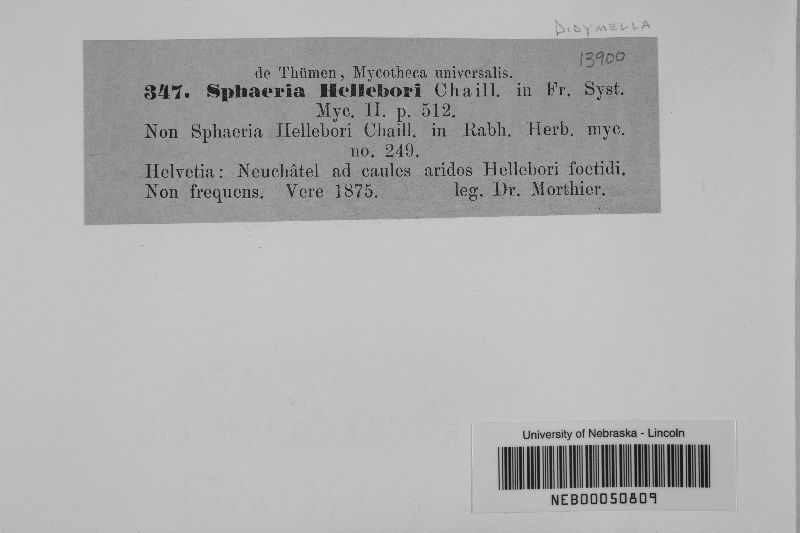 DIDYMELLA
13900
de Thümen, Mycotheca universalis.
347. Sphaeria Hellebori Chaill. in Fr. Syst.
Myc. II. p. 512.
Non Sphaeria Hellebori Chaill. in Rabh. Herb. myc.
no. 249.
Helvetia: Neuchâtel ad caules aridos Hellebori foetidi.
Non frequens. Vere 1875. leg. Dr. Morthier.
University of Nebraska - Lincoln
NEB00050809